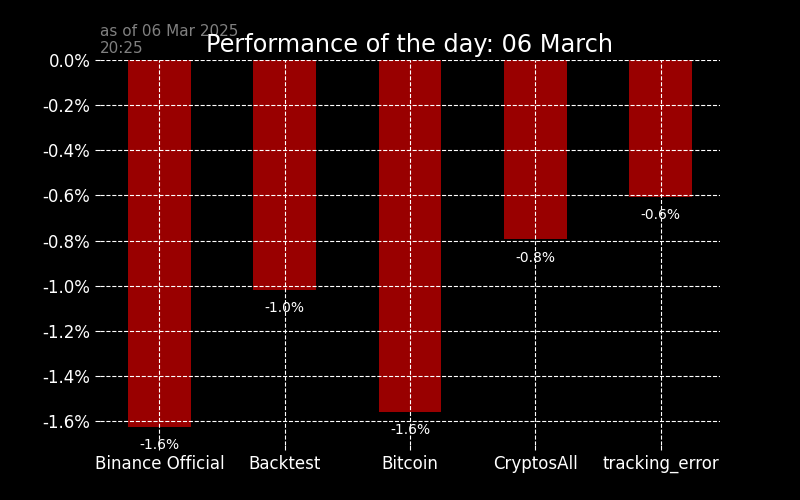 as of 06 Mar 2025
20:25
Performance of the day: 06 March
0.0%
-0.2%
-0.4%
-0.6%
-0.8%
-1.0%
-1.2%
-1.4%
-1.6%
-1.6%
-1.0%
-1.6%
-0.8%
-0.6%
Binance Official
Backtest
Bitcoin
CryptosAll
tracking_error